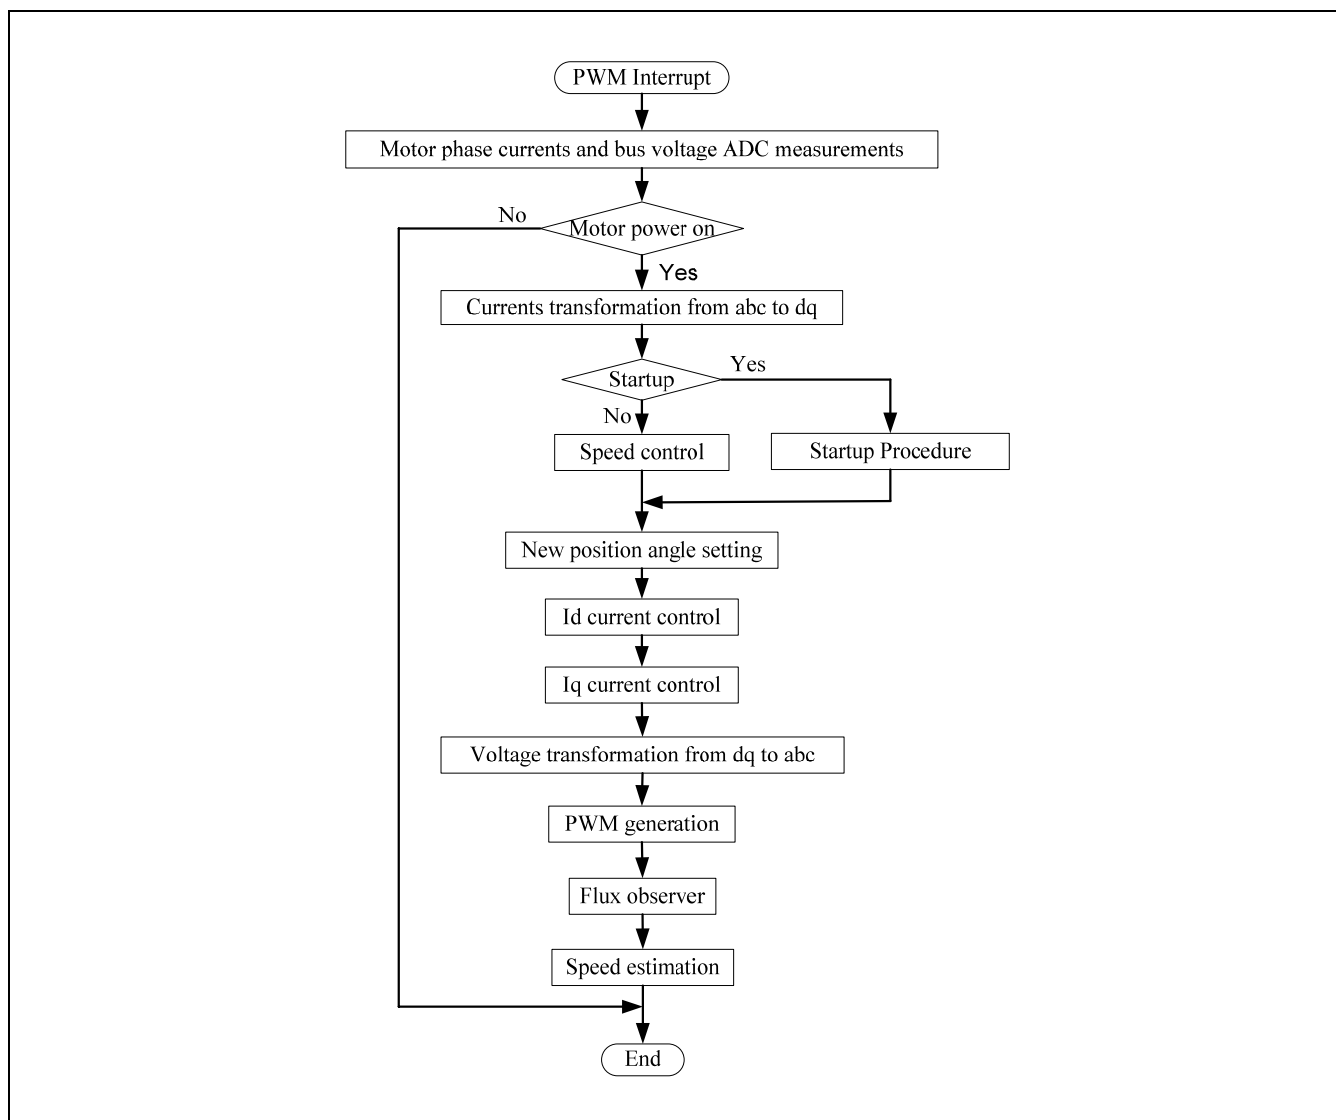 PWM Interrupt
Motor phase currents and bus voltage ADC measurements
No
Motor power on
Yes
Currents transformation from abc to dq
Yes
Startup
No
Speed control
Startup Procedure
New position angle setting
Id current control
Iq current control
Voltage transformation from dq to abc
PWM generation
Flux observer
Speed estimation
End